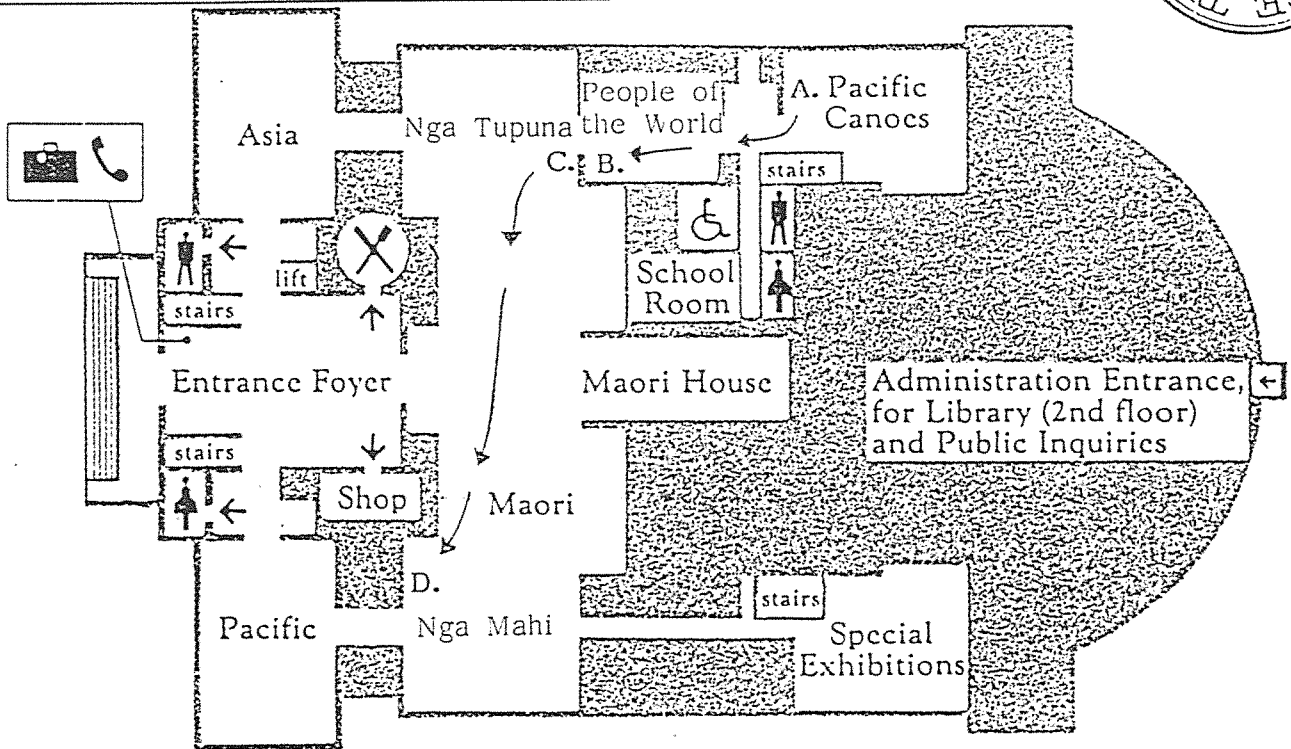 E T
A. Pacific
Canoes
People of
the World
Nga Tupuna
Asia
C. B.
stairs
lift
School
Room
stairs
Entrance Foyer
Maori House
Administration Entrance,
for Library (2nd floor)
and Public Inquiries
stairs
Shop
Maori
D.
Nga Mahi
Pacific
stairs
Special
Exhibitions